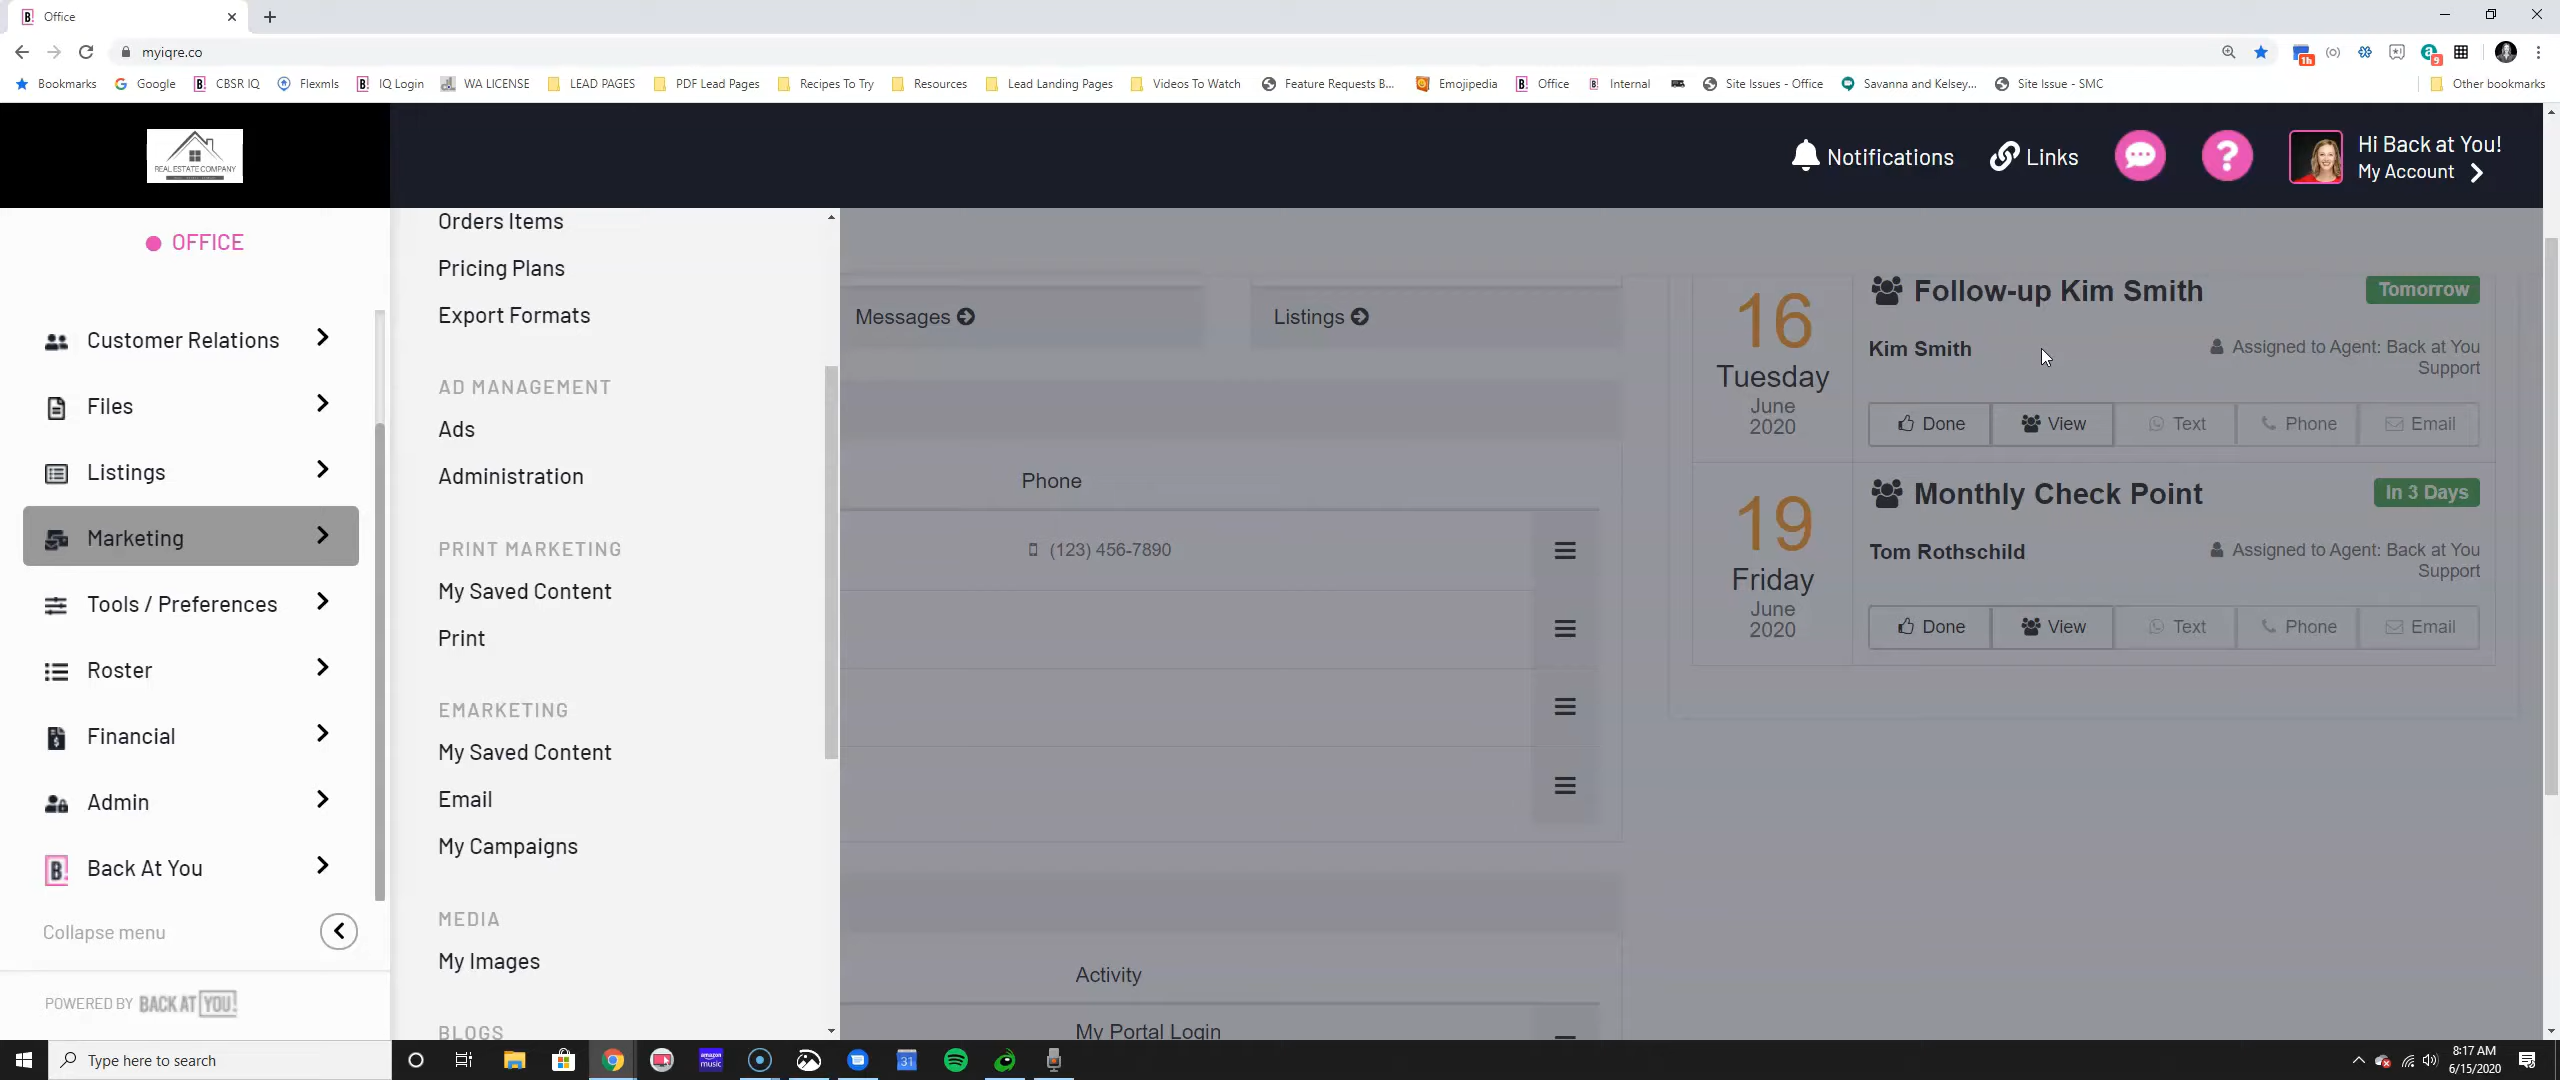 Office
myiqre.co
1h
9
Bookmarks
Google
CBSR IQ
Flexmls
IQ Login
WA LICENSE
LEAD PAGES
PDF Lead Pages
Recipes To Try
Resources
Lead Landing Pages
Videos To Watch
Feature Requests B...
Emojipedia
Office
Internal
Site Issues - Office
Savanna and Kelsey...
Site Issue - SMC
Other bookmarks
REAL ESTATE COMPANY
Notifications
Links
Hi Back at You!
My Account
OFFICE
Customer Relations
Files
Listings
Marketing
Tools / Preferences
Roster
Financial
Admin
Back At You
Collapse menu
POWERED BY BACK AT YOU!
Orders Items
Pricing Plans
Export Formats
AD MANAGEMENT
Ads
Administration
PRINT MARKETING
My Saved Content
Print
EMARKETING
My Saved Content
Email
My Campaigns
MEDIA
My Images
BLOGS
Messages
Listings
Phone
(123) 456-7890
Activity
My Portal Login
16
Tuesday
June
2020
Follow-up Kim Smith
Tomorrow
Kim Smith
Assigned to Agent: Back at You
Support
Done
View
Text
Phone
Email
19
Friday
June
2020
Monthly Check Point
In 3 Days
Tom Rothschild
Assigned to Agent: Back at You
Support
Done
View
Text
Phone
Email
Type here to search
amazon
music
31
8:17 AM
6/15/2020